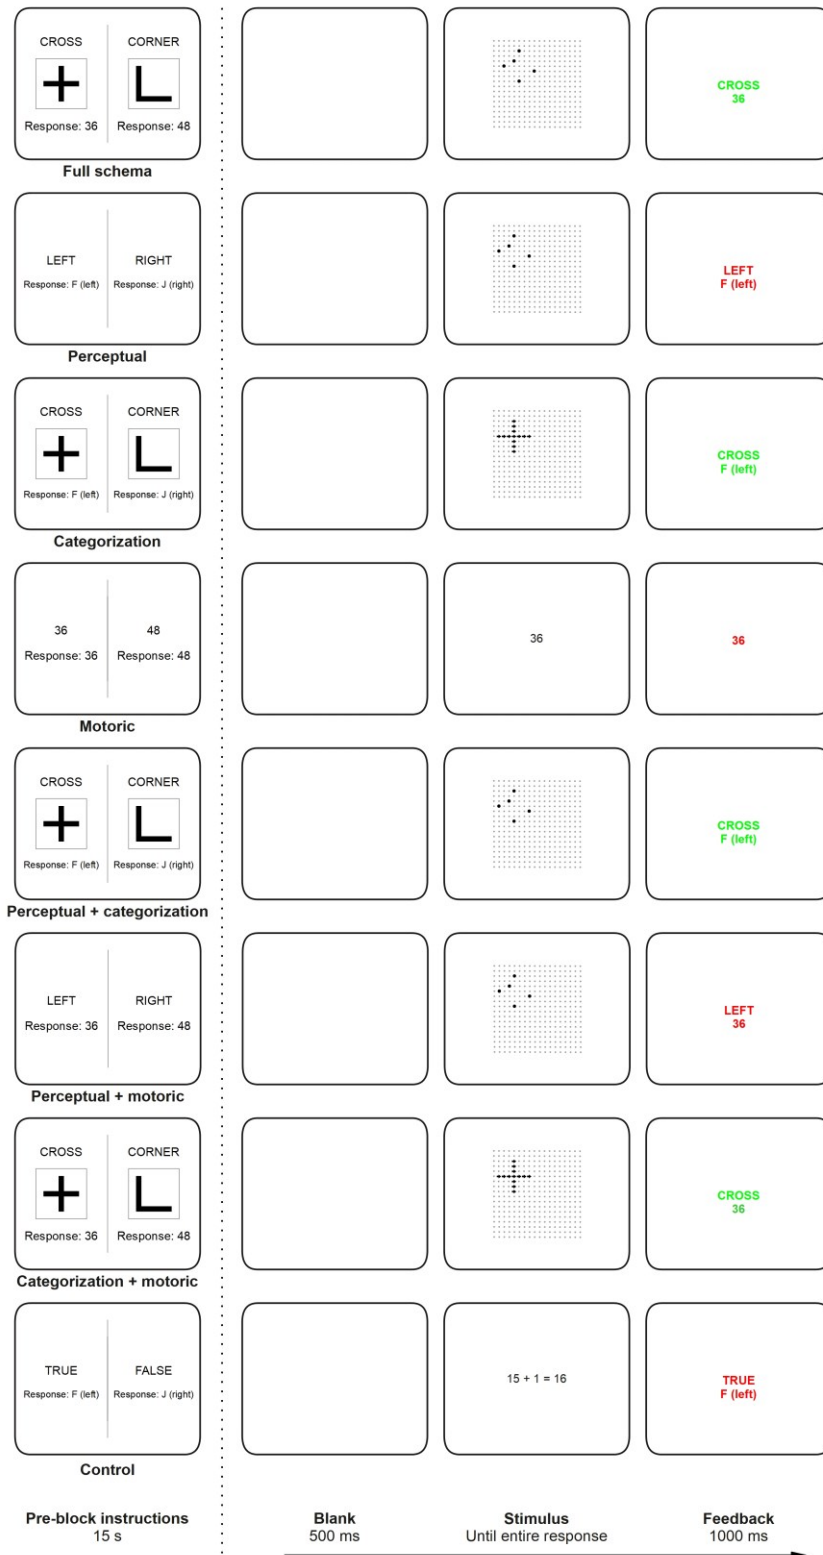 CROSS CORNER
Response: 36 Response: 48
CROSS
36
Full schema
LEFT RIGHT
Response: F (left) Response: J (right)
LEFT
F (left)
Perceptual
CROSS CORNER
Response: F (left) Response: J (right)
CROSS
F (left)
Categorization
36 48
Response: 36 Response: 48
36
36
Motoric
CROSS CORNER
Response: F (left) Response: J (right)
CROSS
F (left)
Perceptual + categorization
LEFT RIGHT
Response: 36 Response: 48
LEFT
36
Perceptual + motoric
CROSS CORNER
Response: 36 Response: 48
CROSS
36
Categorization + motoric
TRUE FALSE
Response: F (left) Response: J (right)
15 + 1 = 16
TRUE
F (left)
Control
Pre-block instructions Blank Stimulus Feedback
15 s 500 ms Until entire response 1000 ms